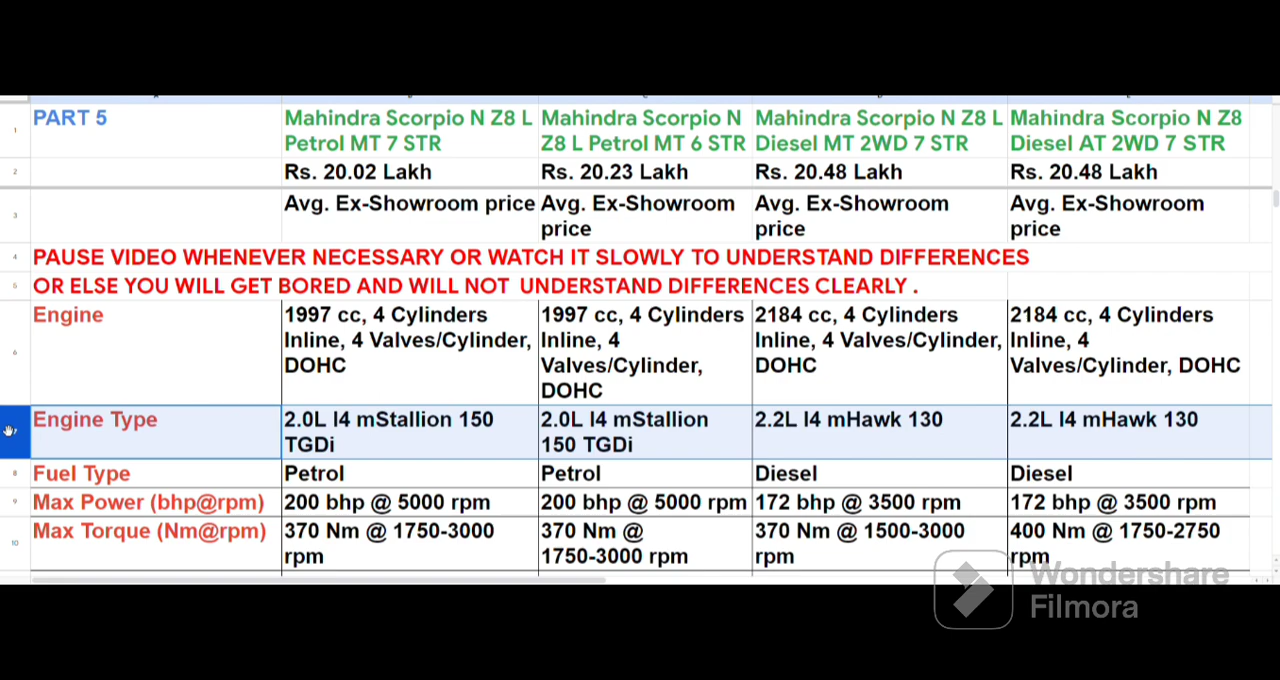 PART 5
Mahindra Scorpio N Z8 L
Petrol MT 7 STR
Mahindra Scorpio N
Z8 L Petrol MT 6 STR
Mahindra Scorpio N Z8 L
Diesel MT 2WD 7 STR
Mahindra Scorpio N Z8
Diesel AT 2WD 7 STR
Rs. 20.02 Lakh
Rs. 20.23 Lakh
Rs. 20.48 Lakh
Rs. 20.48 Lakh
Avg. Ex-Showroom price
Avg. Ex-Showroom
price
Avg. Ex-Showroom
price
Avg. Ex-Showroom
price
PAUSE VIDEO WHENEVER NECESSARY OR WATCH IT SLOWLY TO UNDERSTAND DIFFERENCES
OR ELSE YOU WILL GET BORED AND WILL NOT UNDERSTAND DIFFERENCES CLEARLY .
Engine
1997 cc, 4 Cylinders
Inline, 4 Valves/Cylinder,
DOHC
1997 cc, 4 Cylinders
Inline, 4
Valves/Cylinder,
DOHC
2184 cc, 4 Cylinders
Inline, 4 Valves/Cylinder,
DOHC
2184 cc, 4 Cylinders
Inline, 4
Valves/Cylinder, DOHC
Engine Type
2.0L I4 mStallion 150
TGDi
2.0L I4 mStallion
150 TGDi
2.2L I4 mHawk 130
2.2L I4 mHawk 130
Fuel Type
Petrol
Petrol
Diesel
Diesel
Max Power (bhp@rpm)
200 bhp @ 5000 rpm
200 bhp @ 5000 rpm
172 bhp @ 3500 rpm
172 bhp @ 3500 rpm
Max Torque (Nm@rpm)
370 Nm @ 1750-3000
rpm
370 Nm @
1750-3000 rpm
370 Nm @ 1500-3000
rpm
400 Nm @ 1750-2750
rpm
Wondershare
Filmora